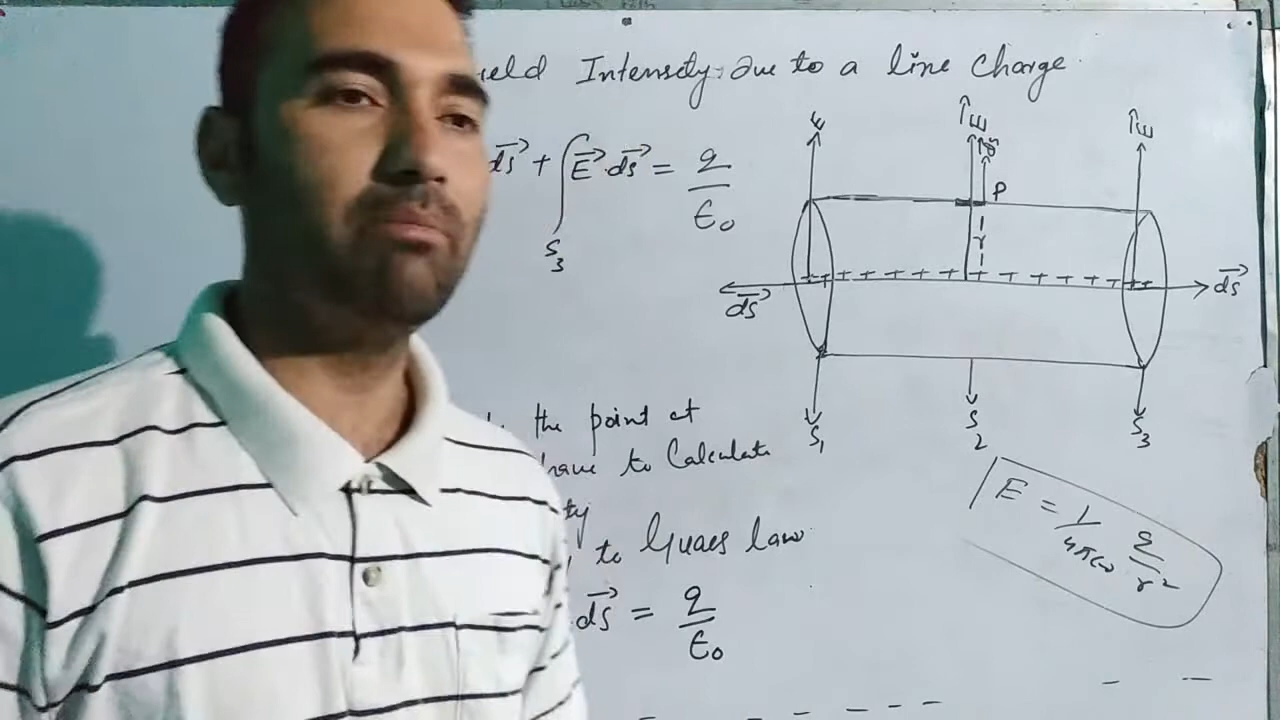 ield Intensity due to a line Charge
ds + ∫ E. ds = q/ε₀
S3
E
E
E
P
r
+ + + + + + + + + + + + + +
ds
ds
S1
S2
S3
the point at
have to Calculate
ty
to Guaes law
. ds = q/ε₀
E = 1/4πε₀ q/r²